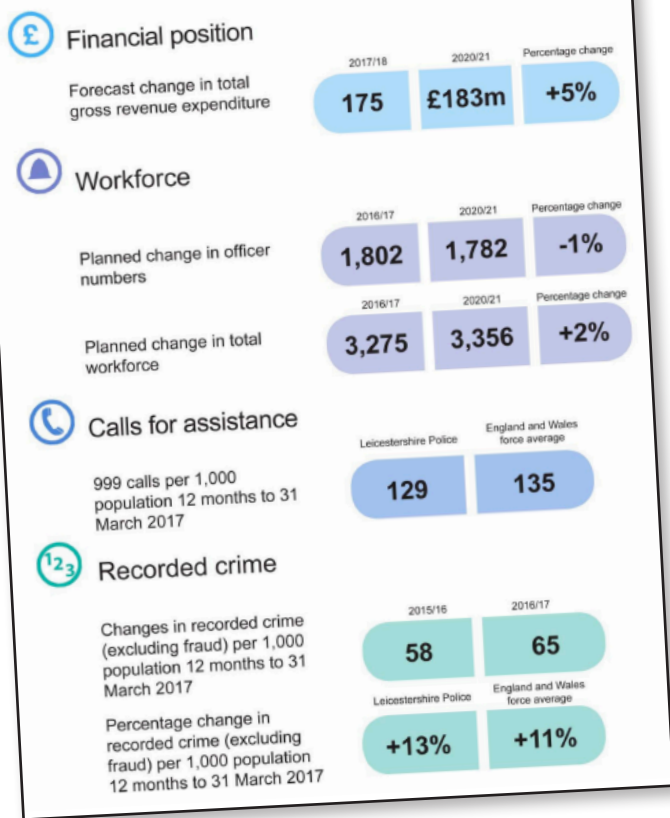 £
Financial position
Forecast change in total
gross revenue expenditure
2017/18
2020/21
Percentage change
175
£183m
+5%
Workforce
Planned change in officer
numbers
2016/17
2020/21
Percentage change
1,802
1,782
-1%
Planned change in total
workforce
2016/17
2020/21
Percentage change
3,275
3,356
+2%
Calls for assistance
999 calls per 1,000
population 12 months to 31
March 2017
Leicestershire Police
England and Wales
force average
129
135
123
Recorded crime
Changes in recorded crime
(excluding fraud) per 1,000
population 12 months to 31
March 2017
2015/16
2016/17
58
65
Percentage change in
recorded crime (excluding
fraud) per 1,000 population
12 months to 31 March 2017
Leicestershire Police
England and Wales
force average
+13%
+11%